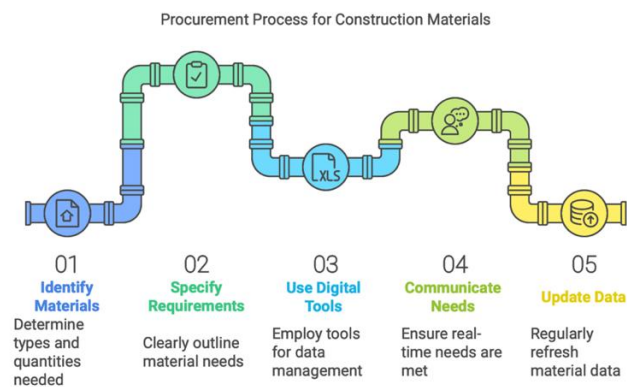 Procurement Process for Construction Materials
XLS
01
Identify
Materials
Determine
types and
quantities
needed
02
Specify
Requirements
Clearly outline
material needs
03
Use Digital
Tools
Employ tools
for data
management
04
Communicate
Needs
Ensure real-
time needs are
met
05
Update Data
Regularly
refresh
material data